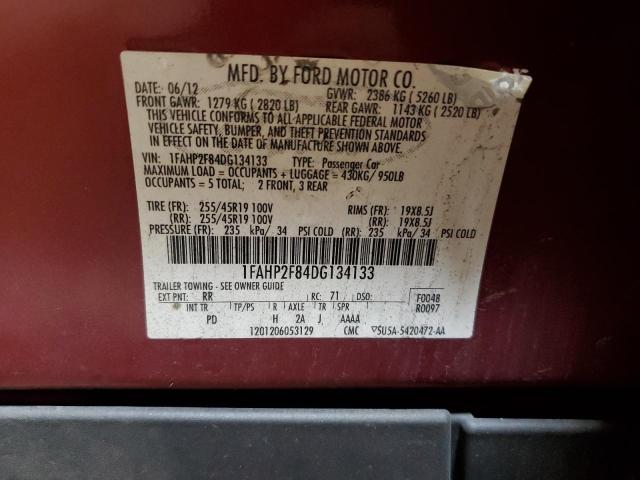 MFD. BY FORD MOTOR CO.
DATE: 06/12 GVWR: 2386 KG ( 5260 LB)
FRONT GAWR: 1279 KG ( 2820 LB) REAR GAWR: 1143 KG ( 2520 LB)
THIS VEHICLE CONFORMS TO ALL APPLICABLE FEDERAL MOTOR
VEHICLE SAFETY, BUMPER, AND THEFT PREVENTION STANDARDS
IN EFFECT ON THE DATE OF MANUFACTURE SHOWN ABOVE.
VIN: 1FAHP2F84DG134133 TYPE: Passenger Car
MAXIMUM LOAD = OCCUPANTS + LUGGAGE = 430KG/ 950LB
OCCUPANTS = 5 TOTAL; 2 FRONT, 3 REAR
TIRE (FR): 255/45R19 100V RIMS (FR): 19X8.5J
(RR): 255/45R19 100V (RR): 19X8.5J
PRESSURE (FR): 235 kPa/ 34 PSI COLD (RR): 235 kPa/ 34 PSI COLD
1FAHP2F84DG134133
TRAILER TOWING - SEE OWNER GUIDE
EXT PNT: RR RC: 71 DSO: F0048
INT TR TP/PS R AXLE TR SPR R0097
PD H 2A J AAAA
1201206053129 CMC 5U5A-5420472-AA